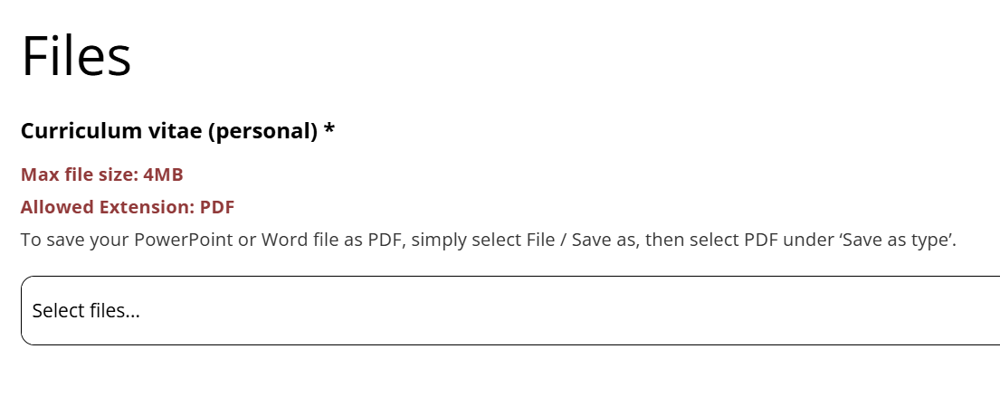 Files
Curriculum vitae (personal) *
Max file size: 4MB
Allowed Extension: PDF
To save your PowerPoint or Word file as PDF, simply select File / Save as, then select PDF under ‘Save as type’.
Select files...